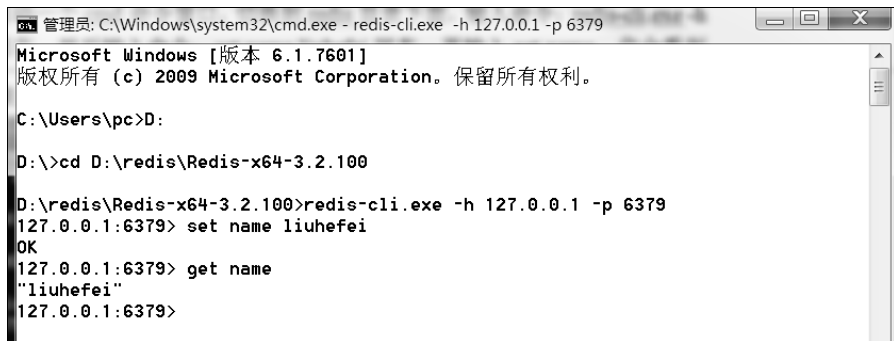 管理员: C:\Windows\system32\cmd.exe - redis-cli.exe -h 127.0.0.1 -p 6379
Microsoft Windows [版本 6.1.7601]
版权所有 (c) 2009 Microsoft Corporation。保留所有权利。
C:\Users\pc>D:
D:\>cd D:\redis\Redis-x64-3.2.100
D:\redis\Redis-x64-3.2.100>redis-cli.exe -h 127.0.0.1 -p 6379
127.0.0.1:6379> set name liuhefei
OK
127.0.0.1:6379> get name
"liuhefei"
127.0.0.1:6379>